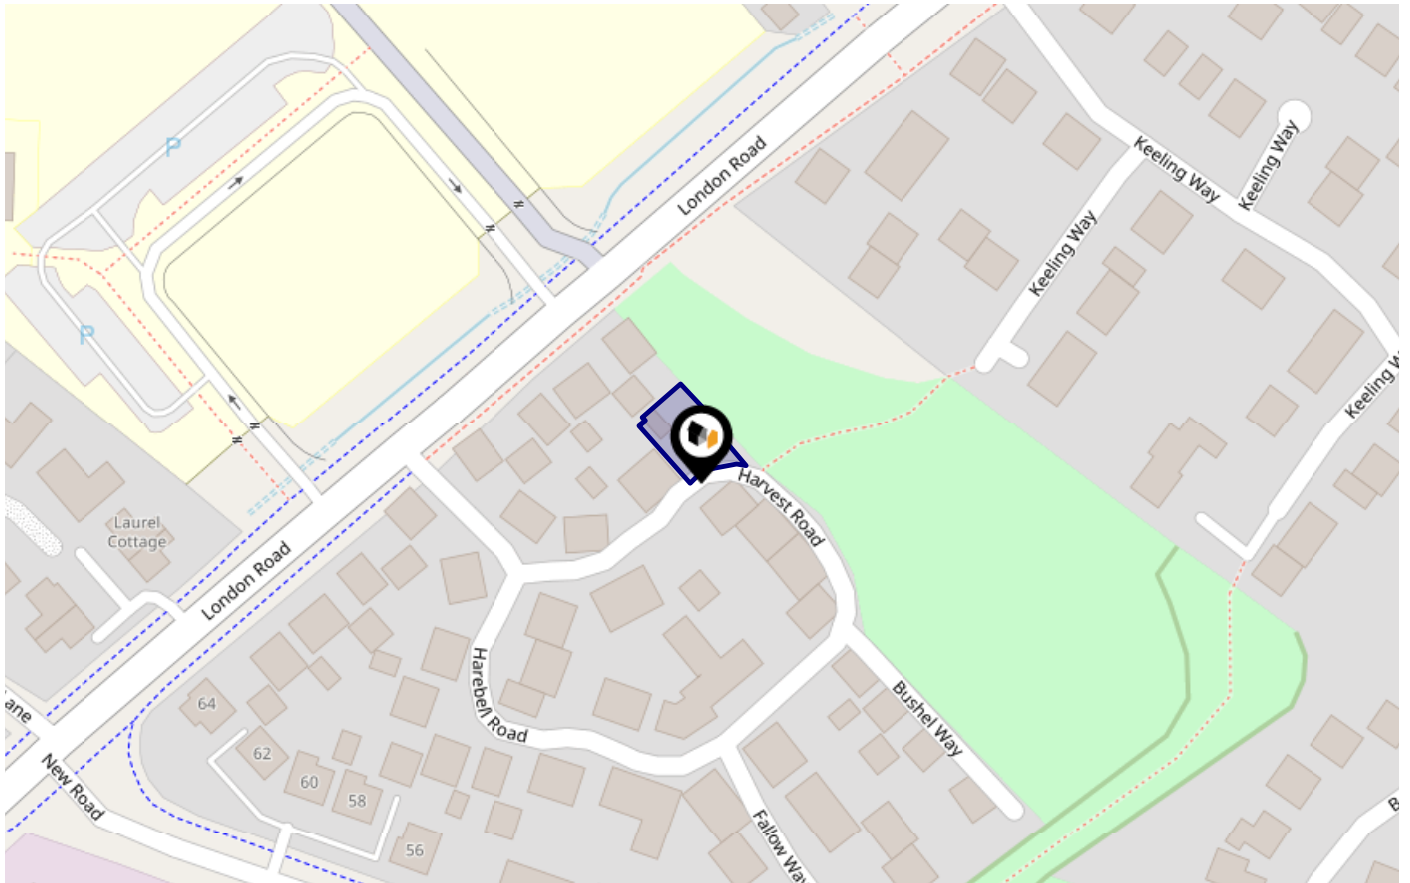 P
London Road
Keeling Way
Keeling Way
Keeling Way
P
Keeling W
Laurel
Cottage
Harvest Road
London Road
Harebell Road
Bushel Way
ane
64
62
60
58
56
New Road
Fallow Way
B